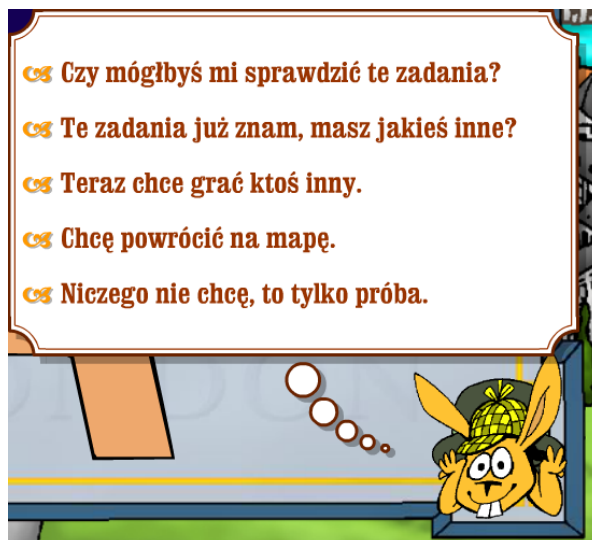 Czy mógłbyś mi sprawdzić te zadania?
Te zadania już znam, masz jakieś inne?
Teraz chce grać ktoś inny.
Chcę powrócić na mapę.
Niczego nie chcę, to tylko próba.